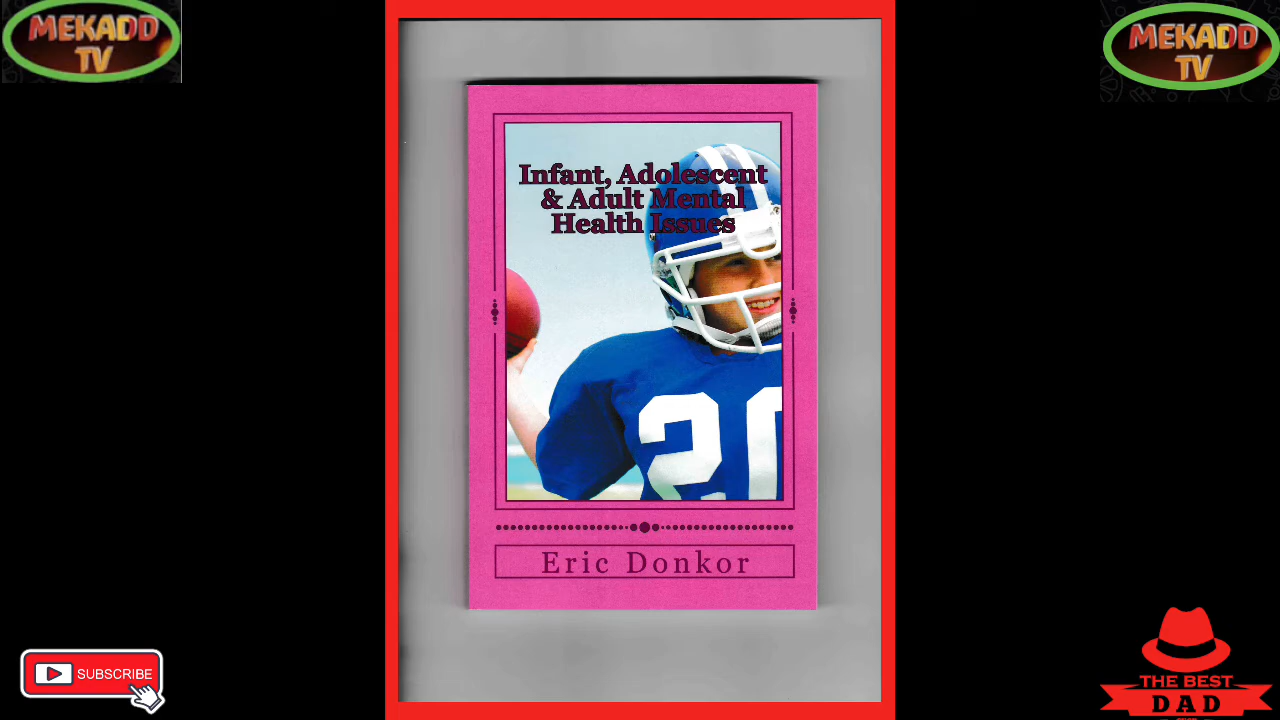 MEKADD
TV
MEKADD
TV
Infant, Adolescent
& Adult Mental
Health Issues
20
Eric Donkor
SUBSCRIBE
THE BEST
DAD